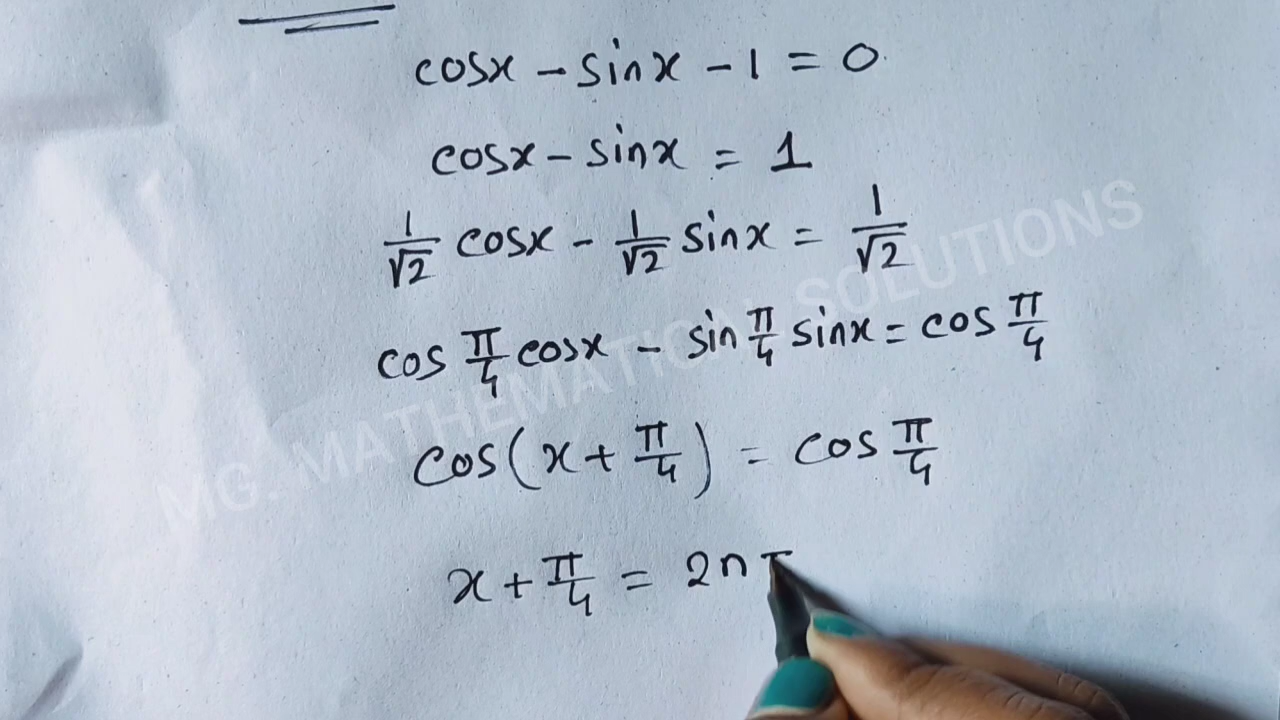 cosx - sinx - 1 = 0
cosx - sinx = 1
1/√2 cosx - 1/√2 sinx = 1/√2
cos π/4 cosx - sin π/4 sinx = cos π/4
cos(x + π/4) = cos π/4
x + π/4 = 2nπ
MG. MATHEMATICAL SOLUTIONS